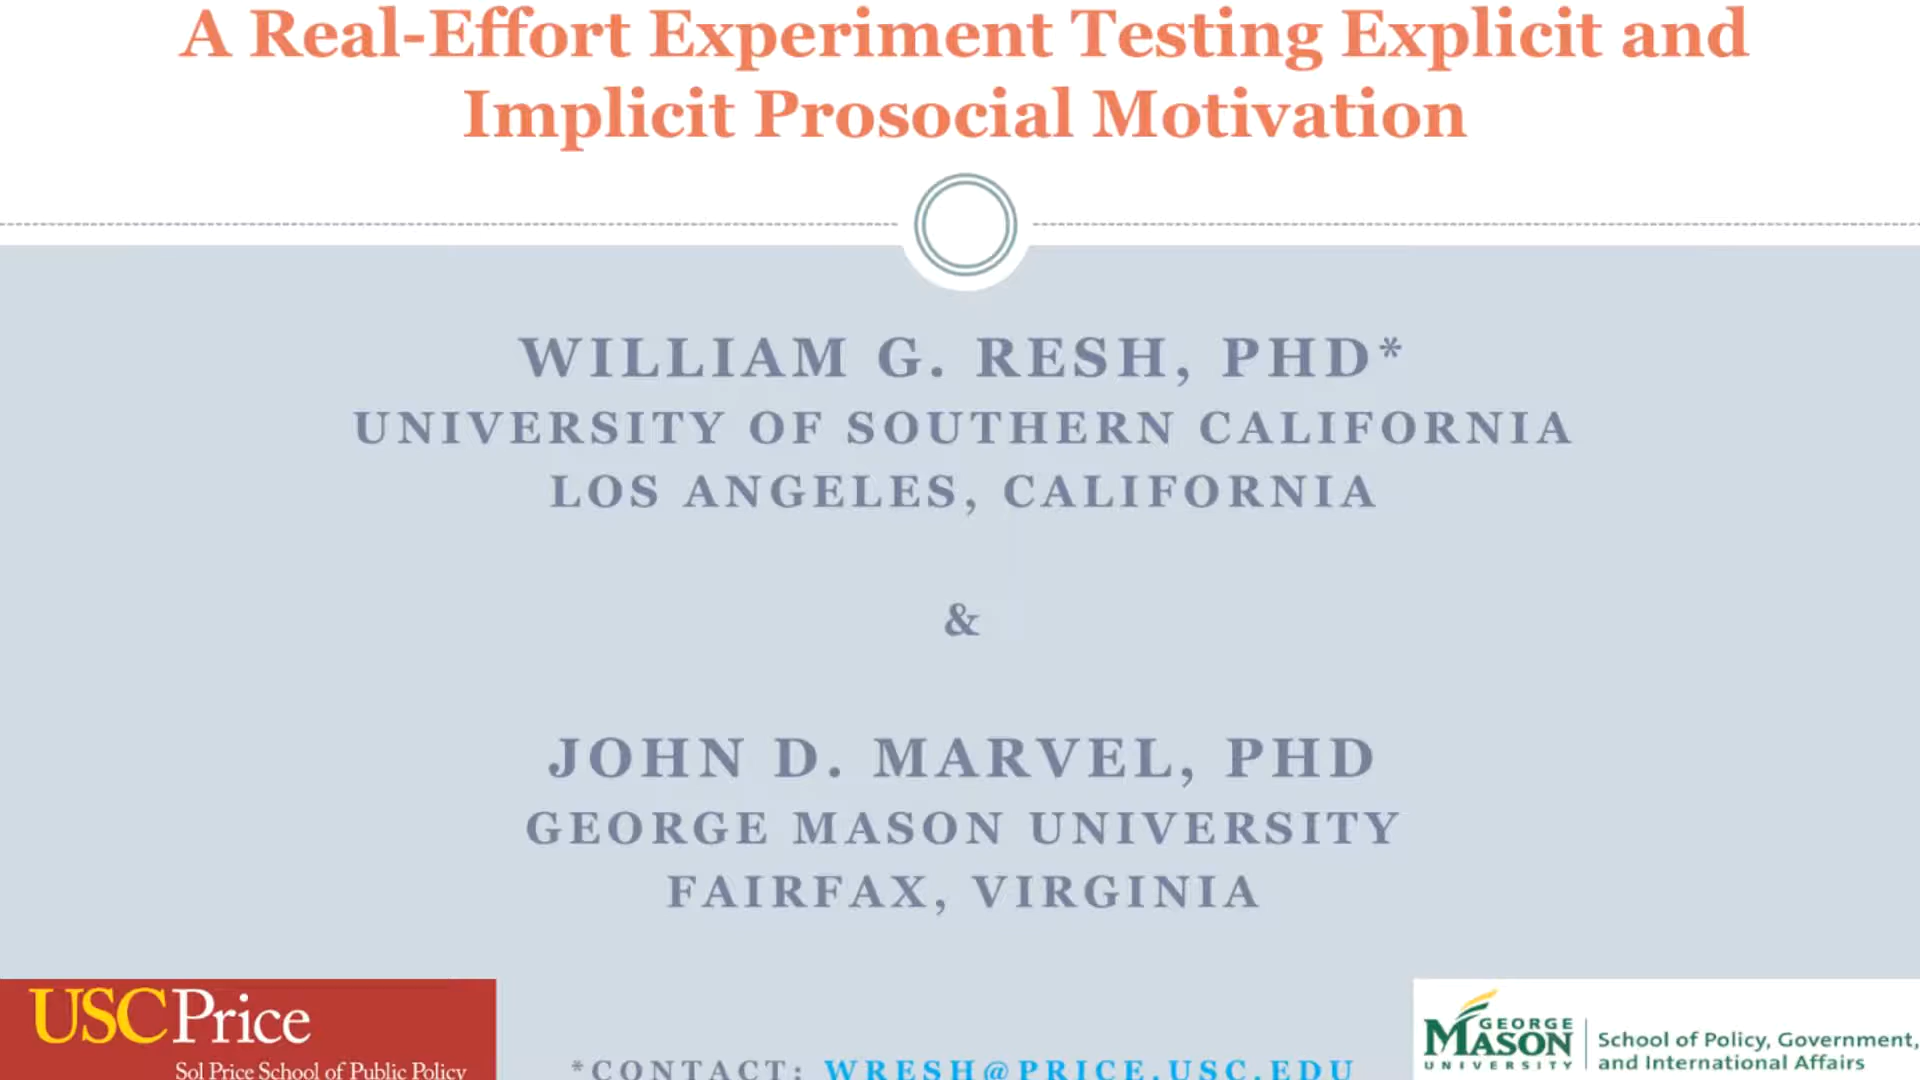 A Real-Effort Experiment Testing Explicit and
Implicit Prosocial Motivation
WILLIAM G. RESH, PHD*
UNIVERSITY OF SOUTHERN CALIFORNIA
LOS ANGELES, CALIFORNIA
&
JOHN D. MARVEL, PHD
GEORGE MASON UNIVERSITY
FAIRFAX, VIRGINIA
USC Price
Sol Price School of Public Policy
*CONTACT: WRESH@PRICE.USC.EDU
GEORGE
MASON
UNIVERSITY
School of Policy, Government,
and International Affairs